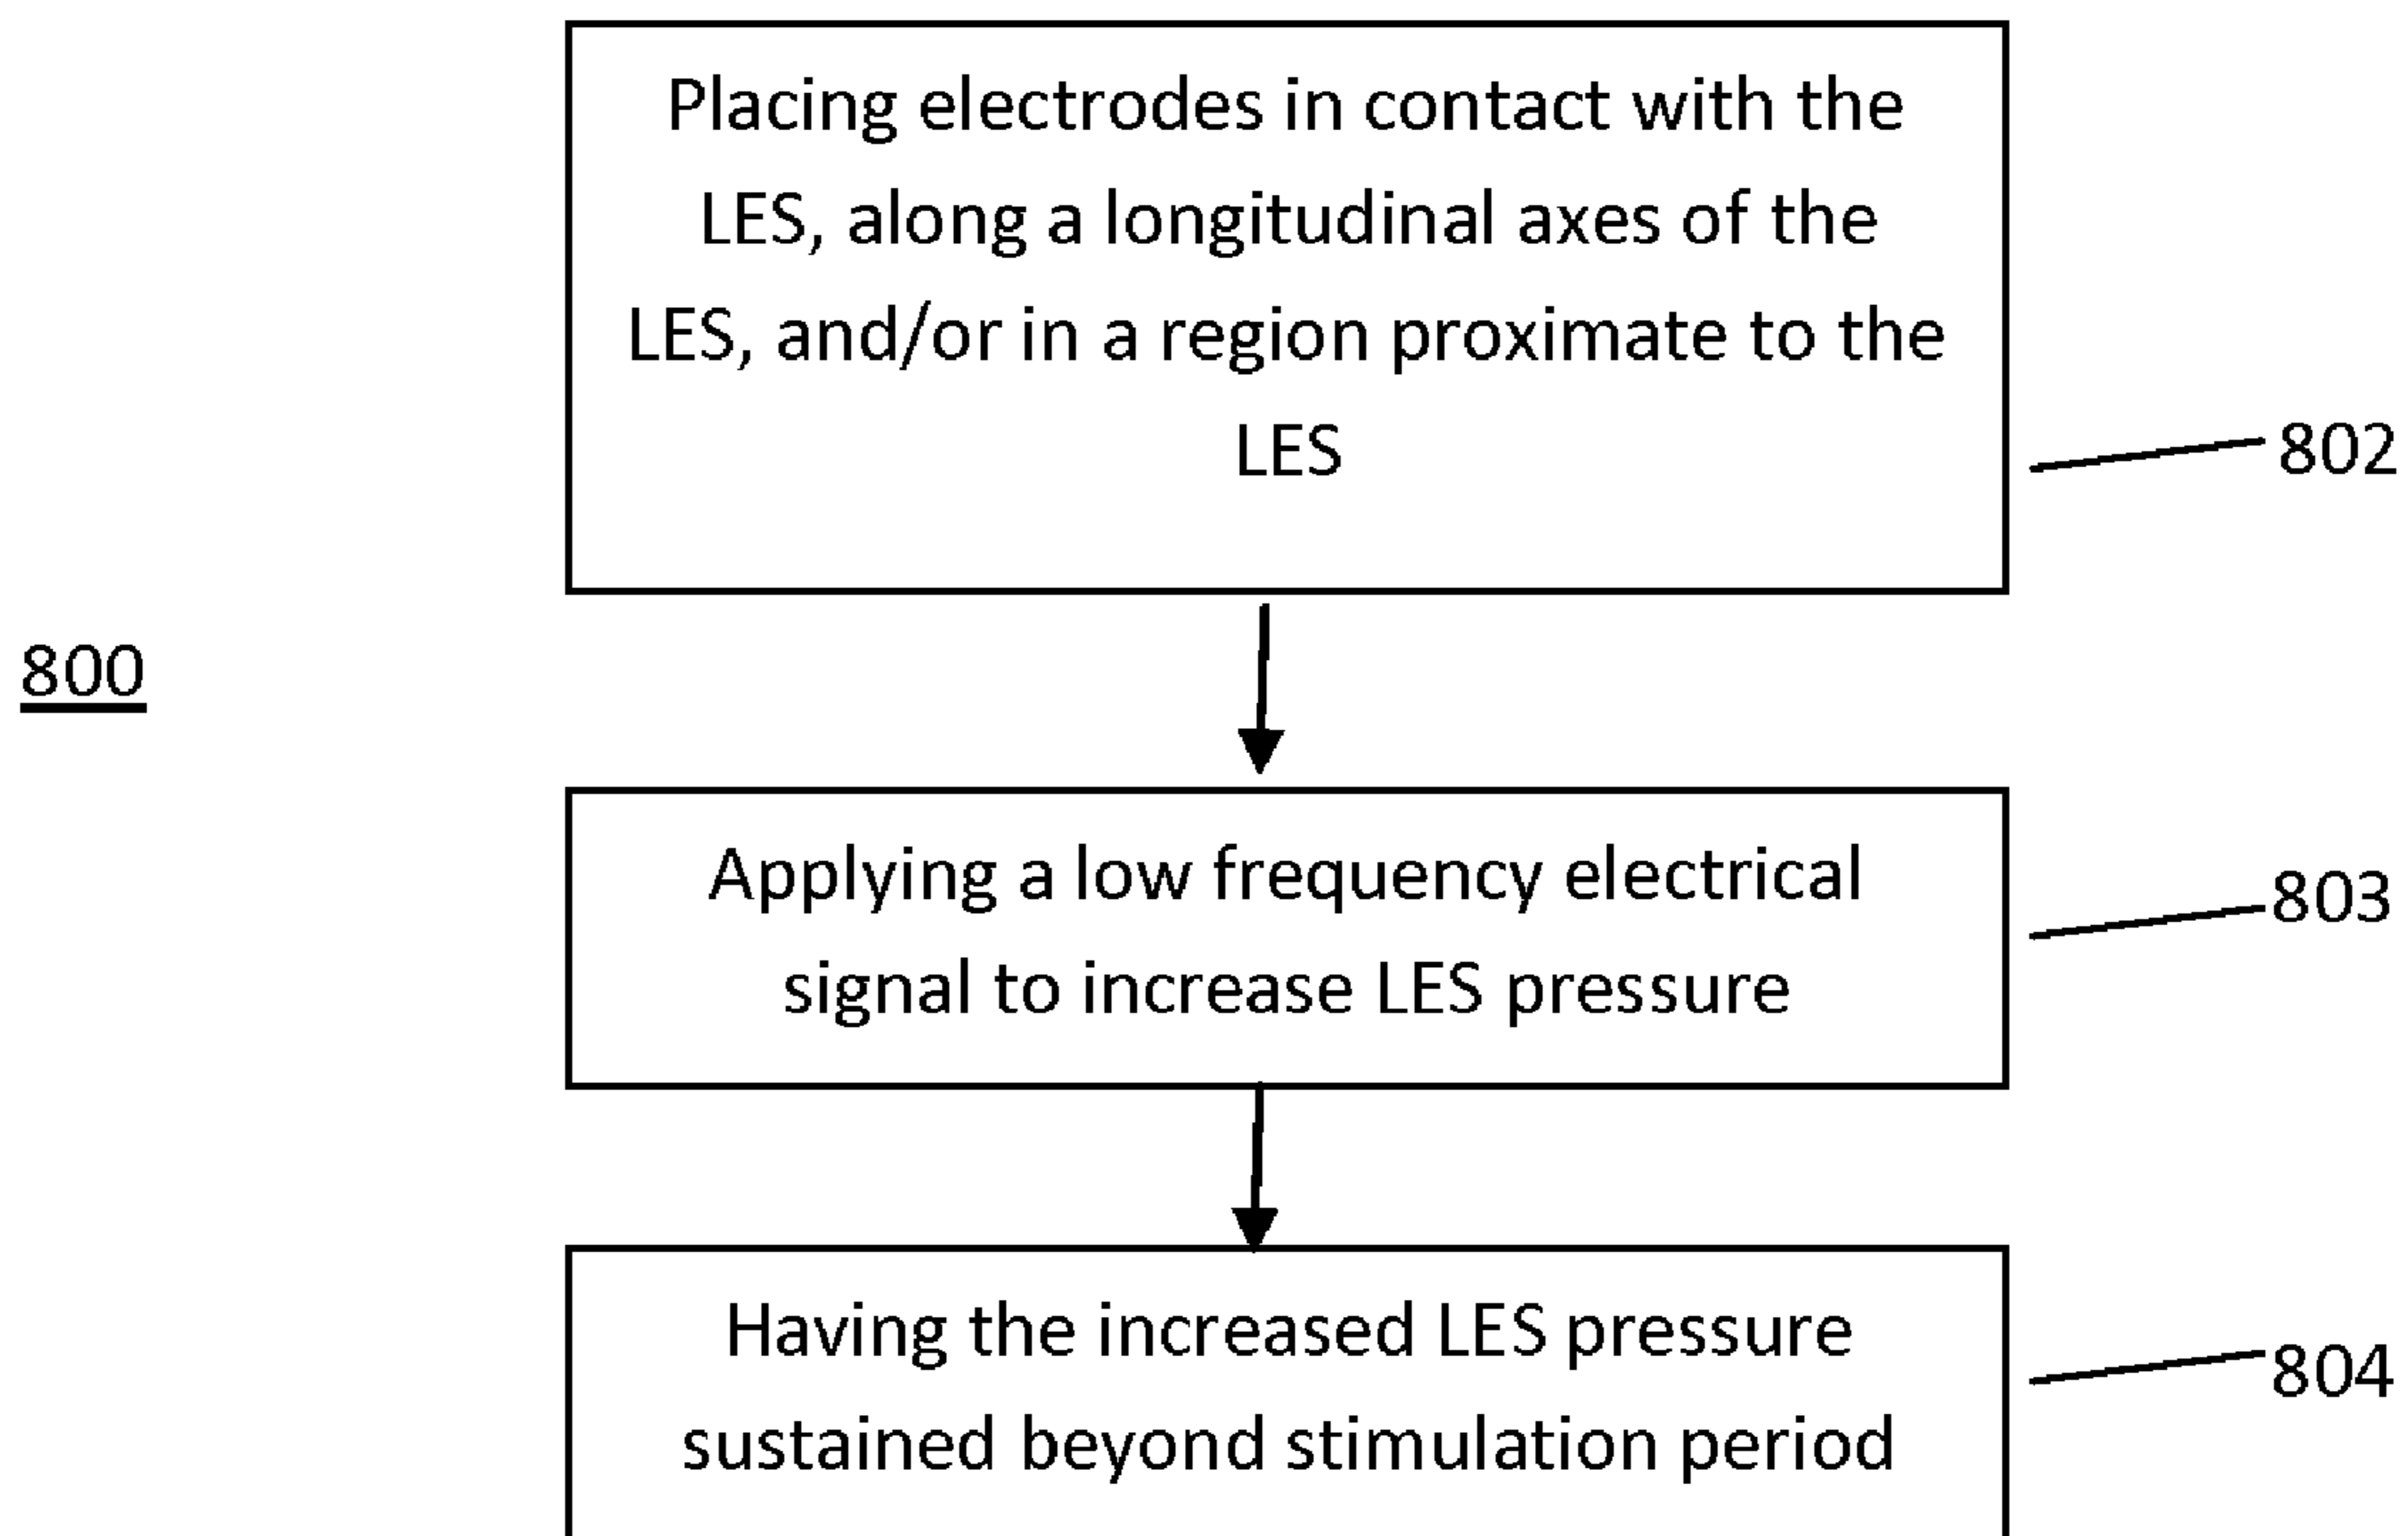 Placing electrodes in contact with the
LES, along a longitudinal axes of the
LES, and/or in a region proximate to the
LES
802
800
Applying a low frequency electrical
signal to increase LES pressure
803
Having the increased LES pressure
sustained beyond stimulation period
804